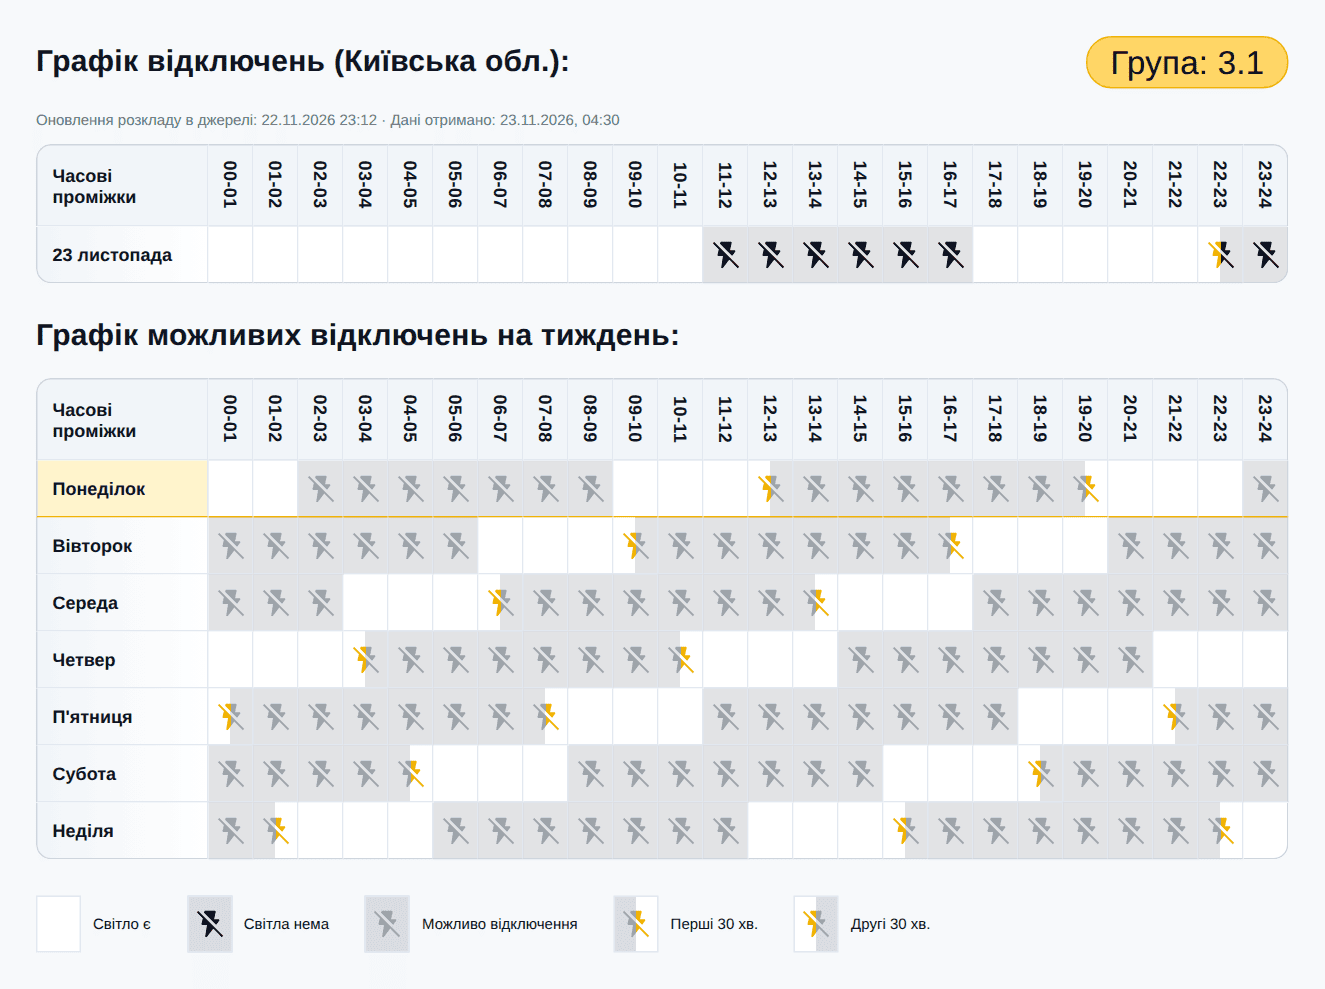 Графік відключень (Київська обл.):
Група: 3.1
Оновлення розкладу в джерелі: 22.11.2026 23:12 · Дані отримано: 23.11.2026, 04:30
Часові проміжки 00-01 01-02 02-03 03-04 04-05 05-06 06-07 07-08 08-09 09-10 10-11 11-12 12-13 13-14 14-15 15-16 16-17 17-18 18-19 19-20 20-21 21-22 22-23 23-24
23 листопада
Графік можливих відключень на тиждень:
Часові проміжки 00-01 01-02 02-03 03-04 04-05 05-06 06-07 07-08 08-09 09-10 10-11 11-12 12-13 13-14 14-15 15-16 16-17 17-18 18-19 19-20 20-21 21-22 22-23 23-24
Понеділок
Вівторок
Середа
Четвер
П'ятниця
Субота
Неділя
Світло є
Світла нема
Можливо відключення
Перші 30 хв.
Другі 30 хв.